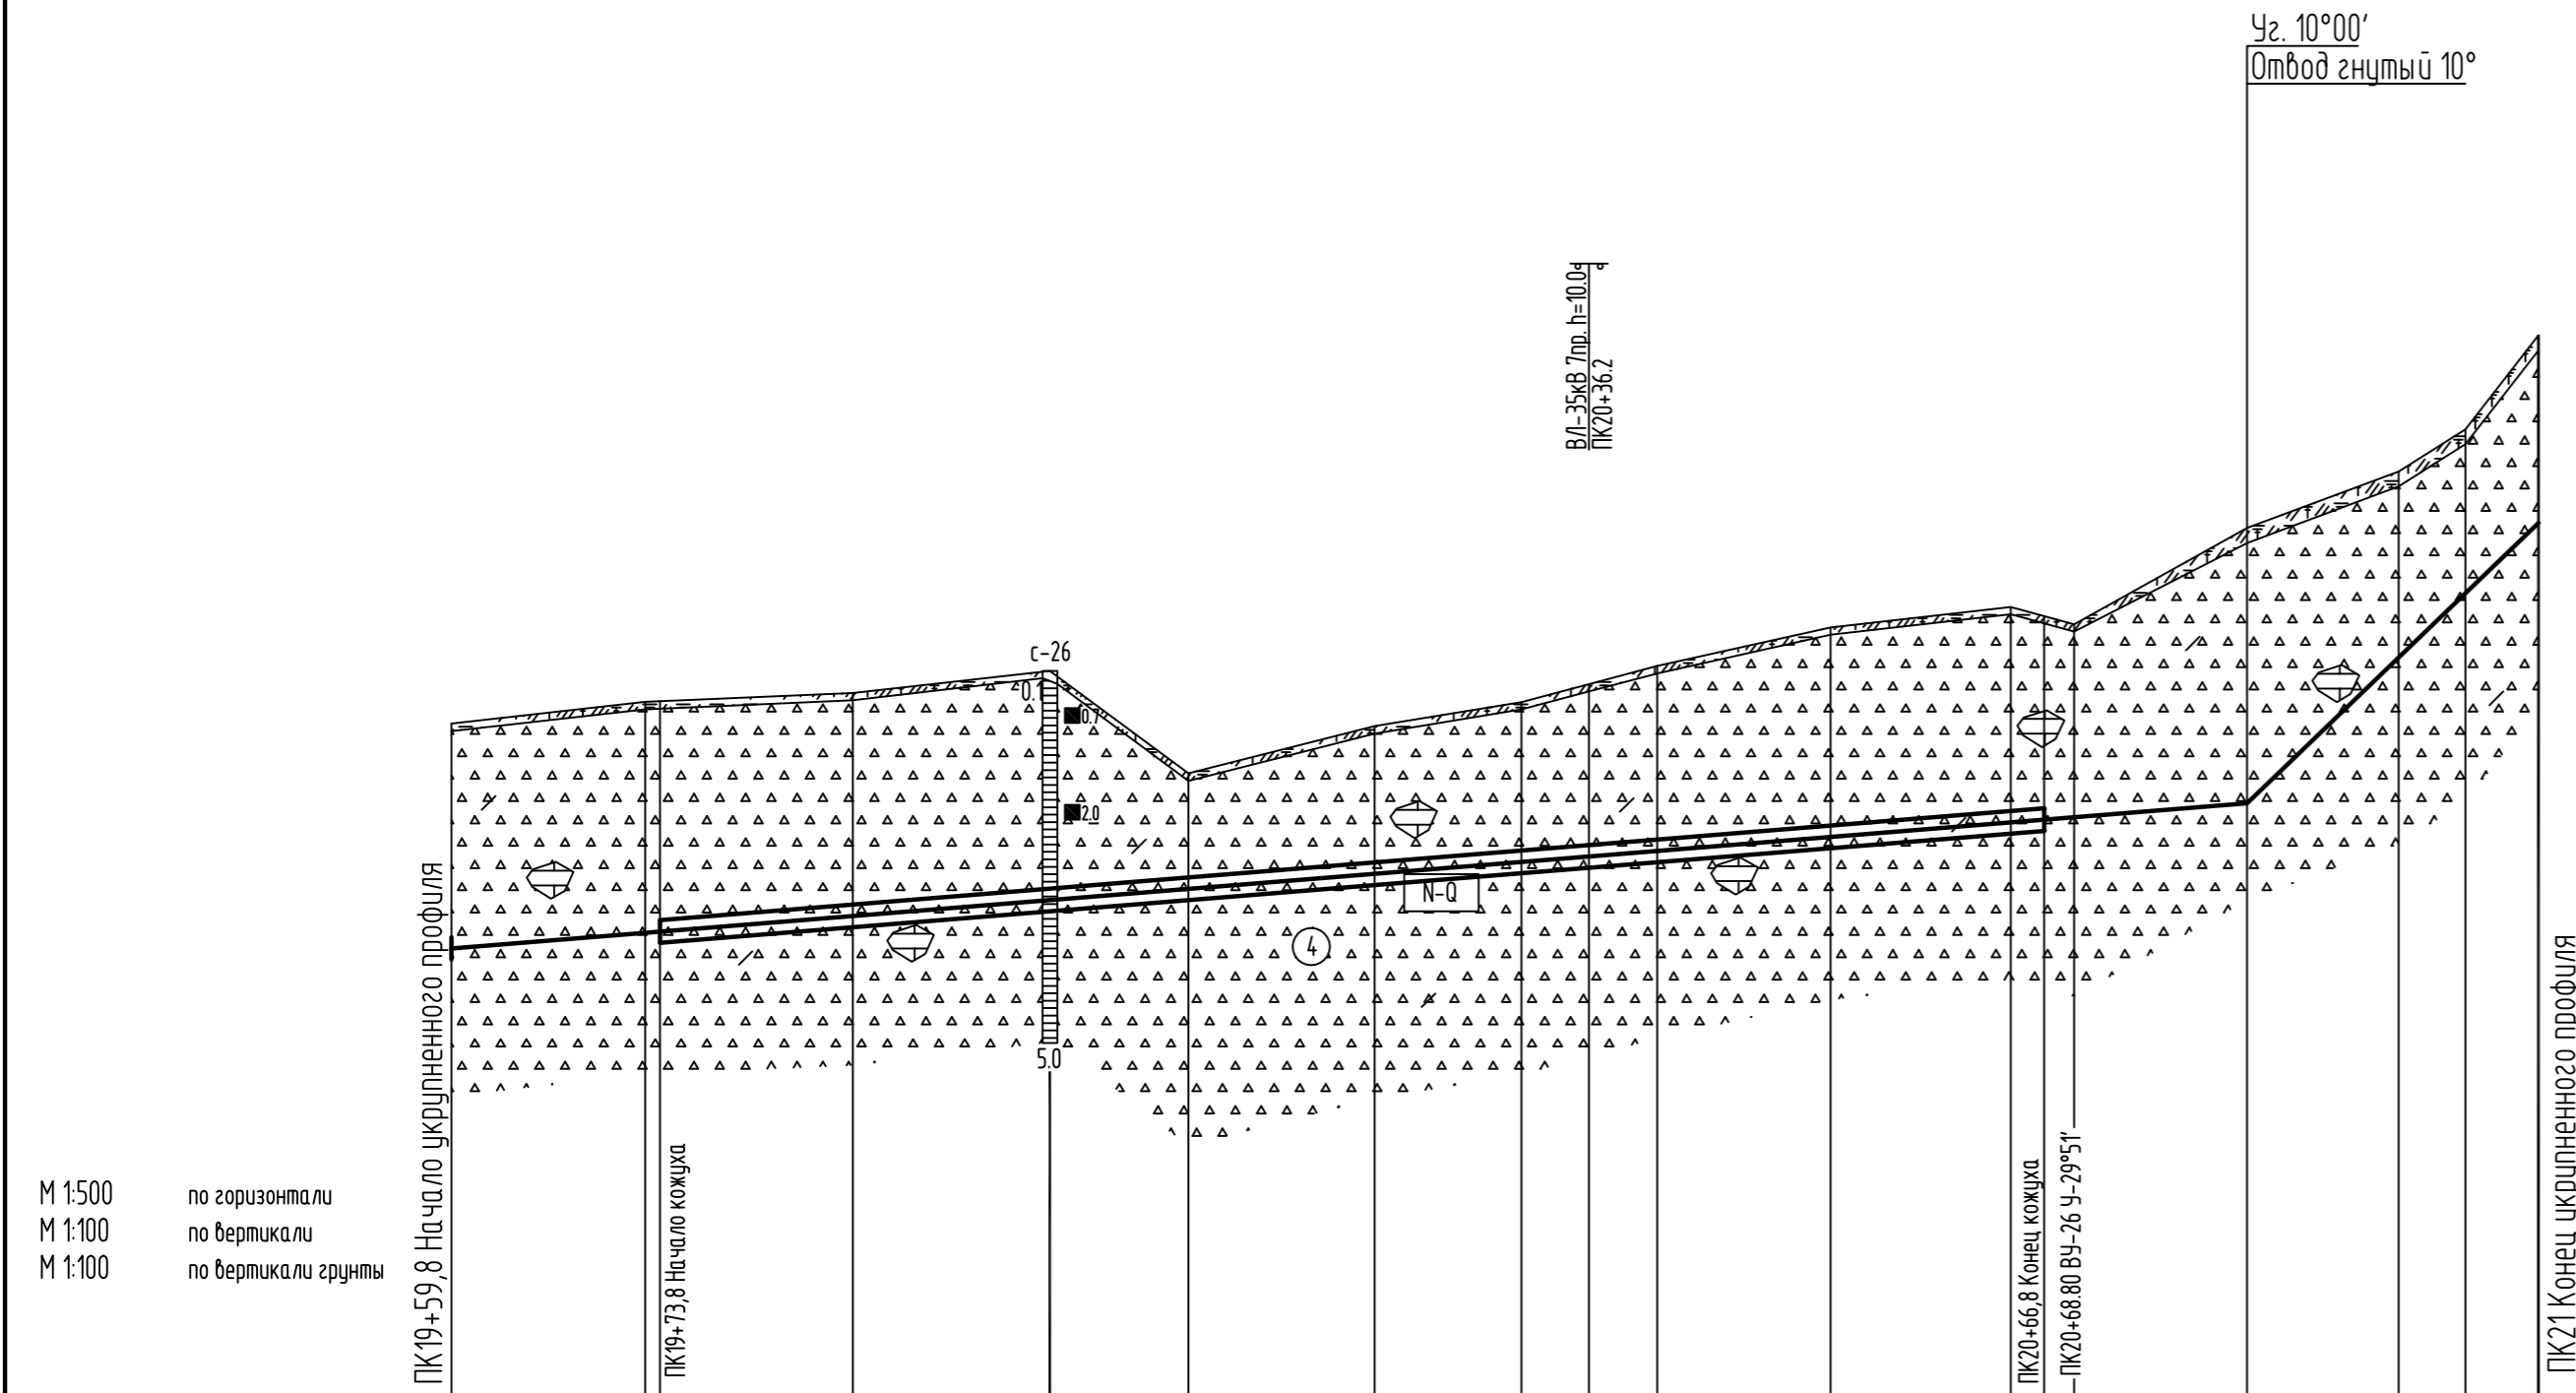 Уг. 10°00'
Отвод гнутый 10°
ВЛ-35кВ 7пр. h=10.0
ПК20+36.2
с-26
0.1
0.7
2.0
N-Q
4
5.0
ПК19+59,8 Начало укрупненного профиля
ПК19+73,8 Начало кожуха
ПК20+66,8 Конец кожуха
ПК20+68.80 ВУ-26 У-29°51'
ПК21 Конец укрупненного профиля
М 1:500 по горизонтали
М 1:100 по вертикали
М 1:100 по вертикали грунты